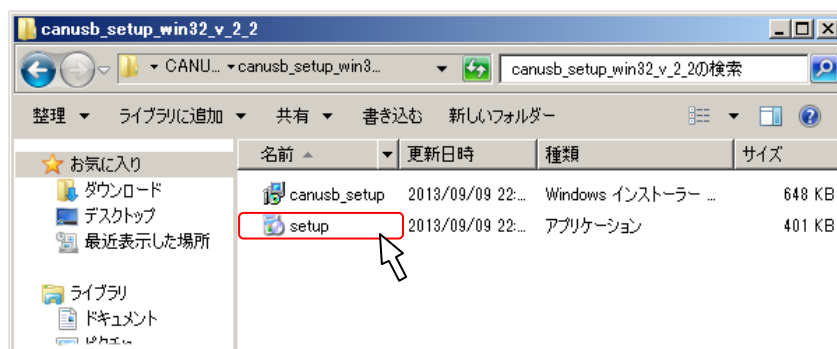 canusb_setup_win32_v_2_2
CANU... canusb_setup_win3... canusb_setup_win32_v_2_2の検索
整理 ライブラリに追加 共有 書き込む 新しいフォルダー
お気に入り 名前 更新日時 種類 サイズ
ダウンロード canusb_setup 2013/09/09 22:... Windows インストーラー ... 648 KB
デスクトップ setup 2013/09/09 22:... アプリケーション 401 KB
最近表示した場所
ライブラリ
ドキュメント